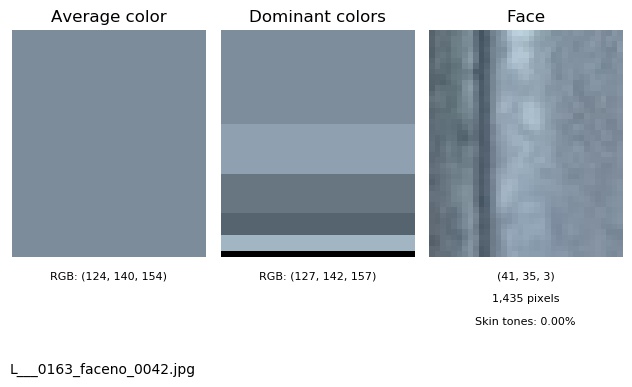 Average color
Dominant colors
Face
RGB: (124, 140, 154)
RGB: (127, 142, 157)
(41, 35, 3)
1,435 pixels
Skin tones: 0.00%
L___0163_faceno_0042.jpg